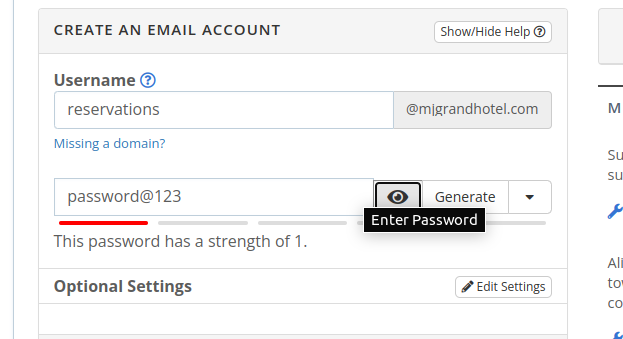 CREATE AN EMAIL ACCOUNT
Show/Hide Help
Username
reservations
@mjgrandhotel.com
Missing a domain?
password@123
Generate
Enter Password
This password has a strength of 1.
Optional Settings
Edit Settings
M
Su
su
Ali
to
co